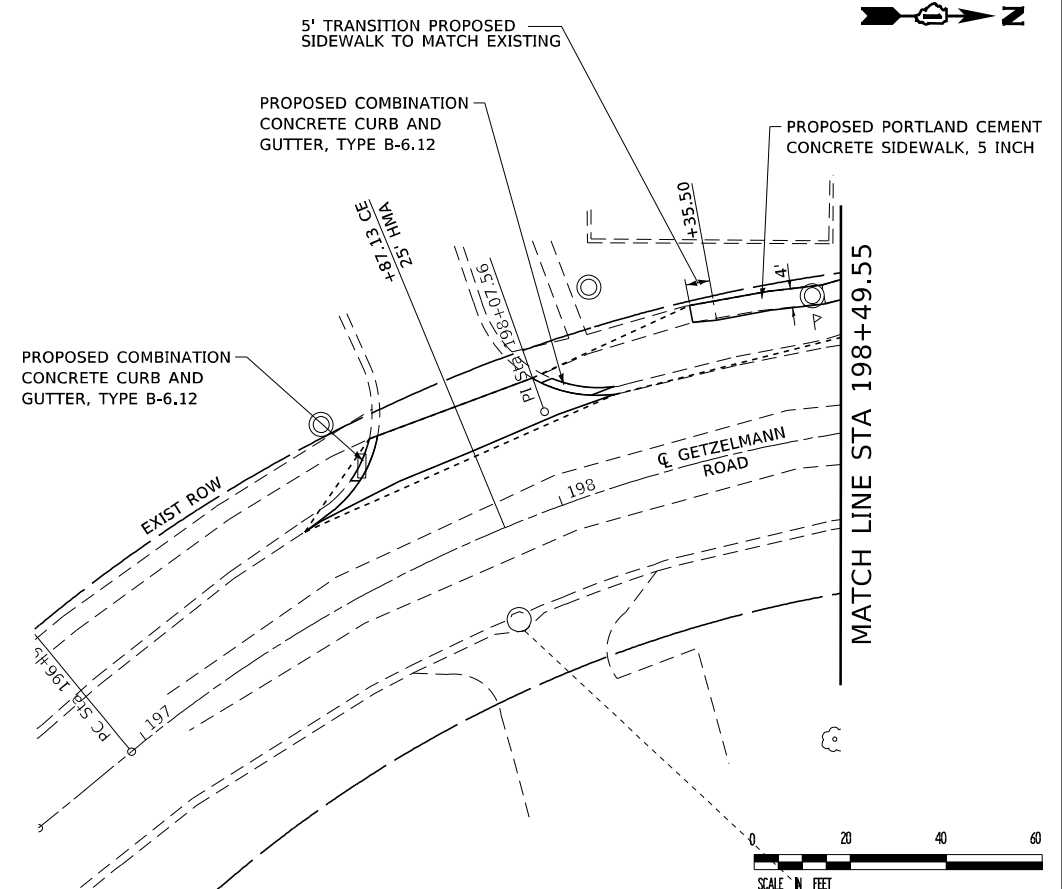 5' TRANSITION PROPOSED
SIDEWALK TO MATCH EXISTING
N
PROPOSED COMBINATION
CONCRETE CURB AND
GUTTER, TYPE B-6.12
PROPOSED PORTLAND CEMENT
CONCRETE SIDEWALK, 5 INCH
+35.50
+87.13 CE
25' HMA
4'
PI Sta 198+07.56
MATCH LINE STA 198+49.55
PROPOSED COMBINATION
CONCRETE CURB AND
GUTTER, TYPE B-6.12
℄ GETZELMANN
ROAD
198
EXIST ROW
PC Sta 196+9
197
0 20 40 60
SCALE IN FEET